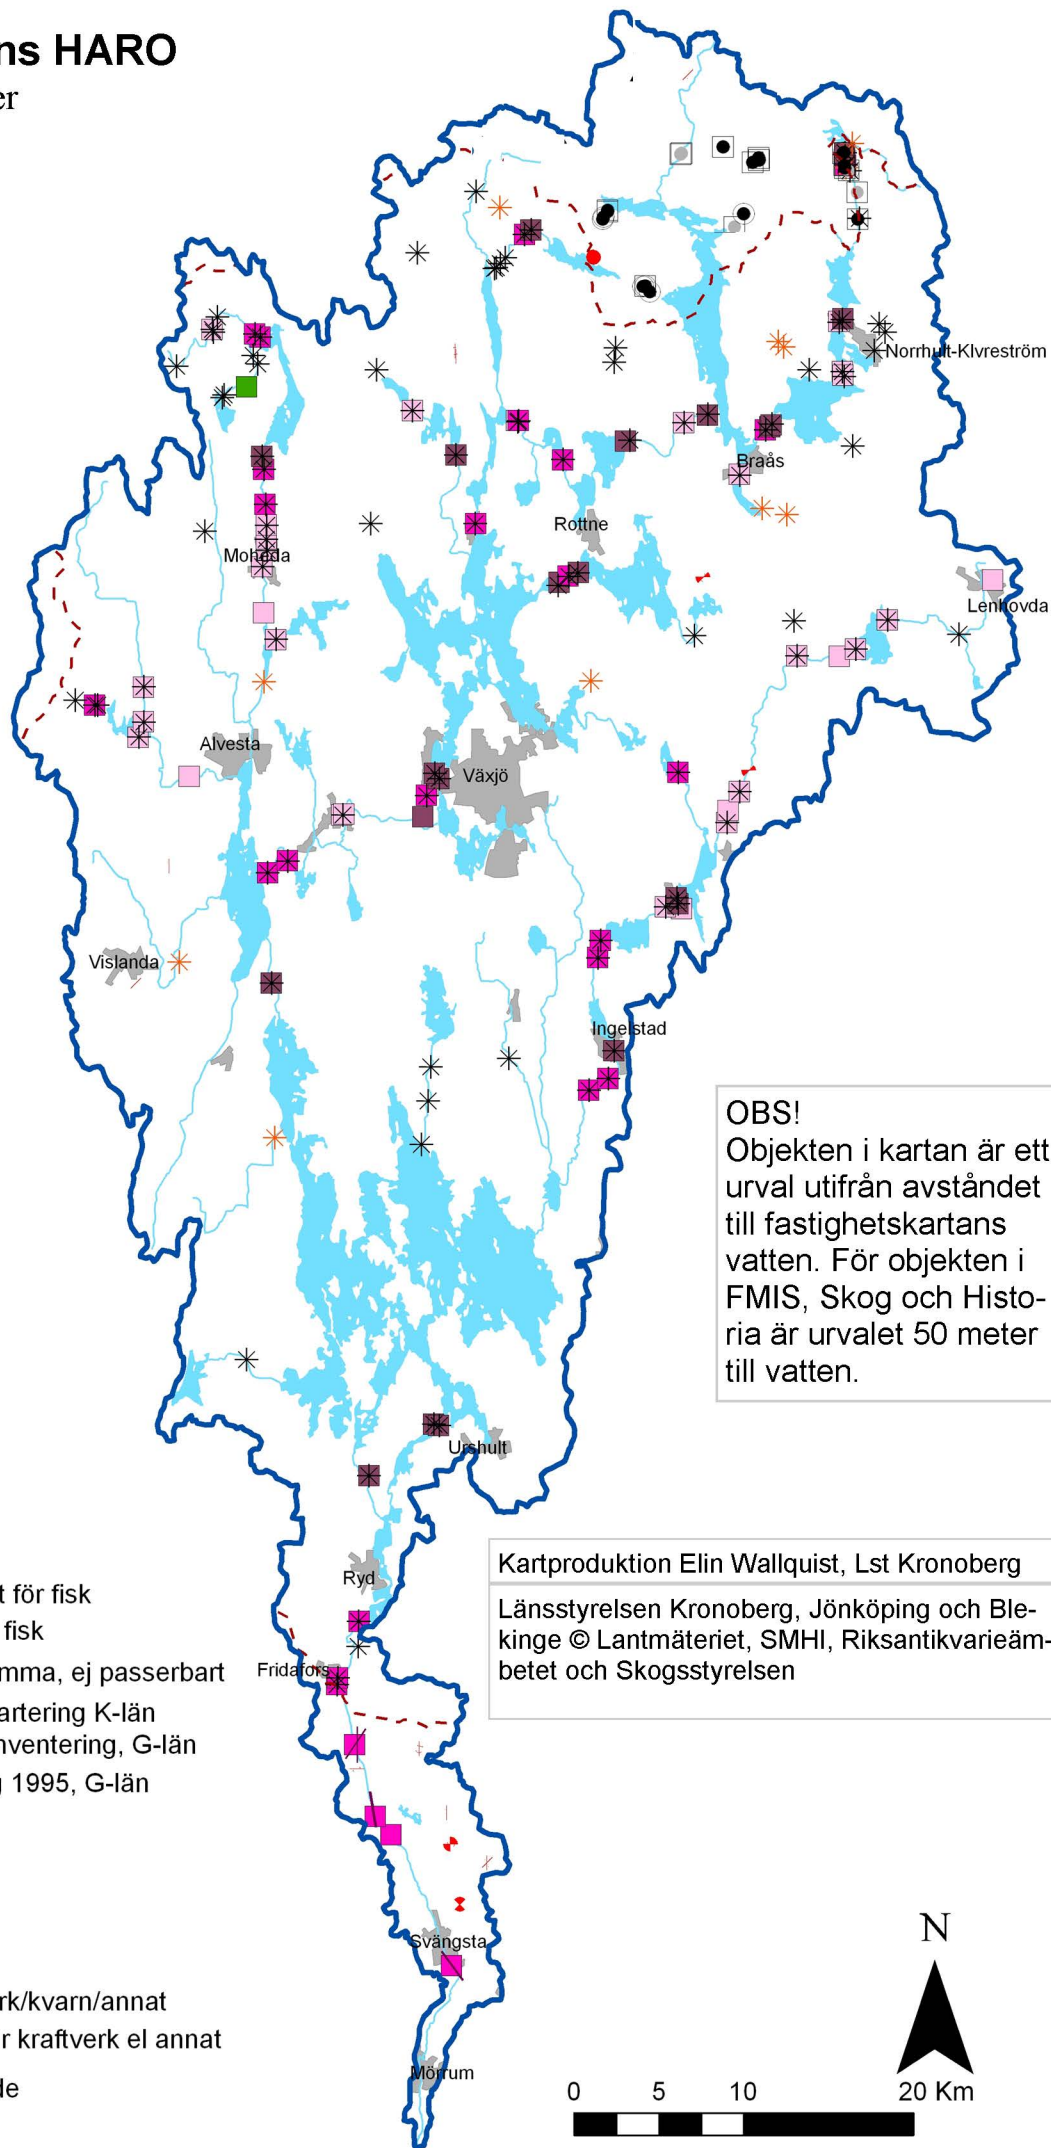 ns HARO
er
Norrhult-Klvreström
Braås
Rottne
Moheda
Lenhovda
Alvesta
Växjö
Vislanda
Ingelstad
OBS!
Objekten i kartan är ett
urval utifrån avståndet
till fastighetskartans
vatten. För objekten i
FMIS, Skog och Histo-
ria är urvalet 50 meter
till vatten.
Urshult
Kartproduktion Elin Wallquist, Lst Kronoberg
Länsstyrelsen Kronoberg, Jönköping och Ble-
kinge © Lantmäteriet, SMHI, Riksantikvarieäm-
betet och Skogsstyrelsen
Ryd
t för fisk
fisk
Fridafors
mma, ej passerbart
artering K-län
nventering, G-län
g 1995, G-län
Svängsta
N
rk/kvarn/annat
r kraftverk el annat
Mörrum
de
0 5 10 20 Km